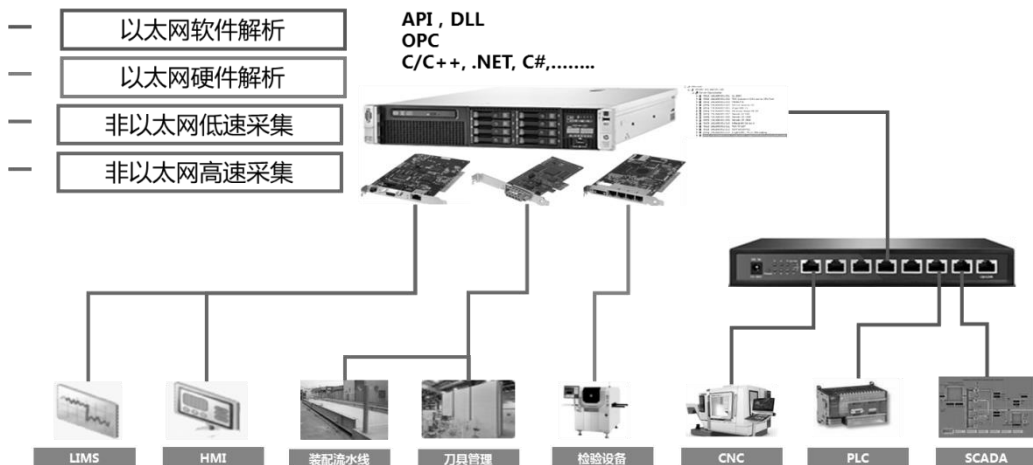 以太网软件解析
以太网硬件解析
非以太网低速采集
非以太网高速采集
API , DLL
OPC
C/C++, .NET, C#,........
LIMS
HMI
装配流水线
刀具管理
检验设备
CNC
PLC
SCADA